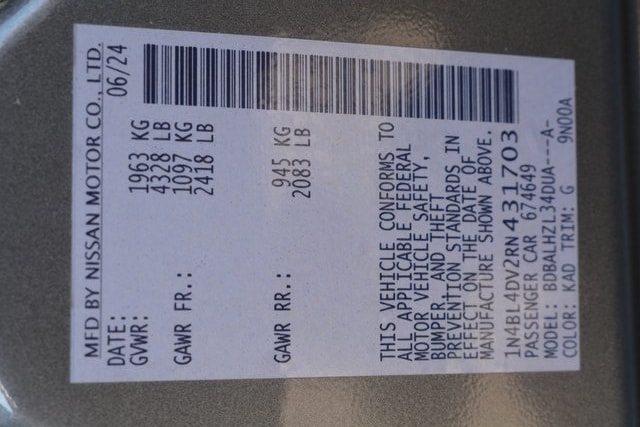 MFD BY NISSAN MOTOR CO., LTD.
DATE: 06/24
GVWR: 1963 KG
4328 LB
GAWR FR.: 1097 KG
2418 LB
GAWR RR.: 945 KG
2083 LB
THIS VEHICLE CONFORMS TO
ALL APPLICABLE FEDERAL
MOTOR VEHICLE SAFETY,
BUMPER, AND THEFT
PREVENTION STANDARDS IN
EFFECT ON THE DATE OF
MANUFACTURE SHOWN ABOVE.
1N4BL4DV2RN431703
PASSENGER CAR 674649
MODEL: BDBALHZL34DUA---A-
COLOR: KAD TRIM: G 9N00A